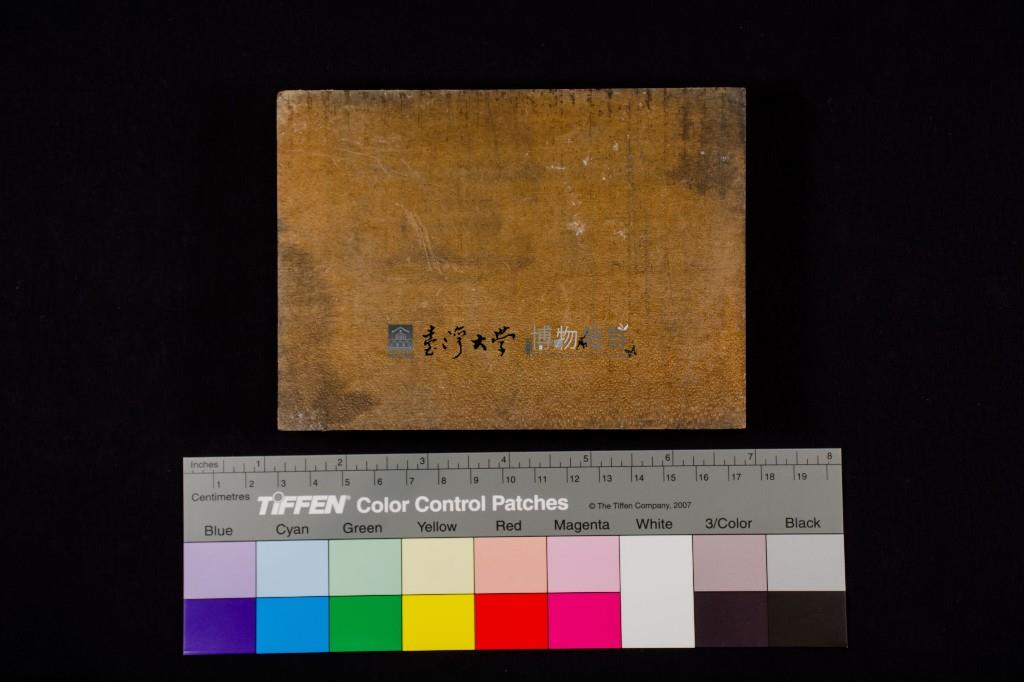 臺灣大學 博物館群
Inches 1 2 3 4 5 6 7 8
Centimetres 1 2 3 4 5 6 7 8 9 10 11 12 13 14 15 16 17 18 19
TIFFEN® Color Control Patches © The Tiffen Company, 2007
Blue Cyan Green Yellow Red Magenta White 3/Color Black